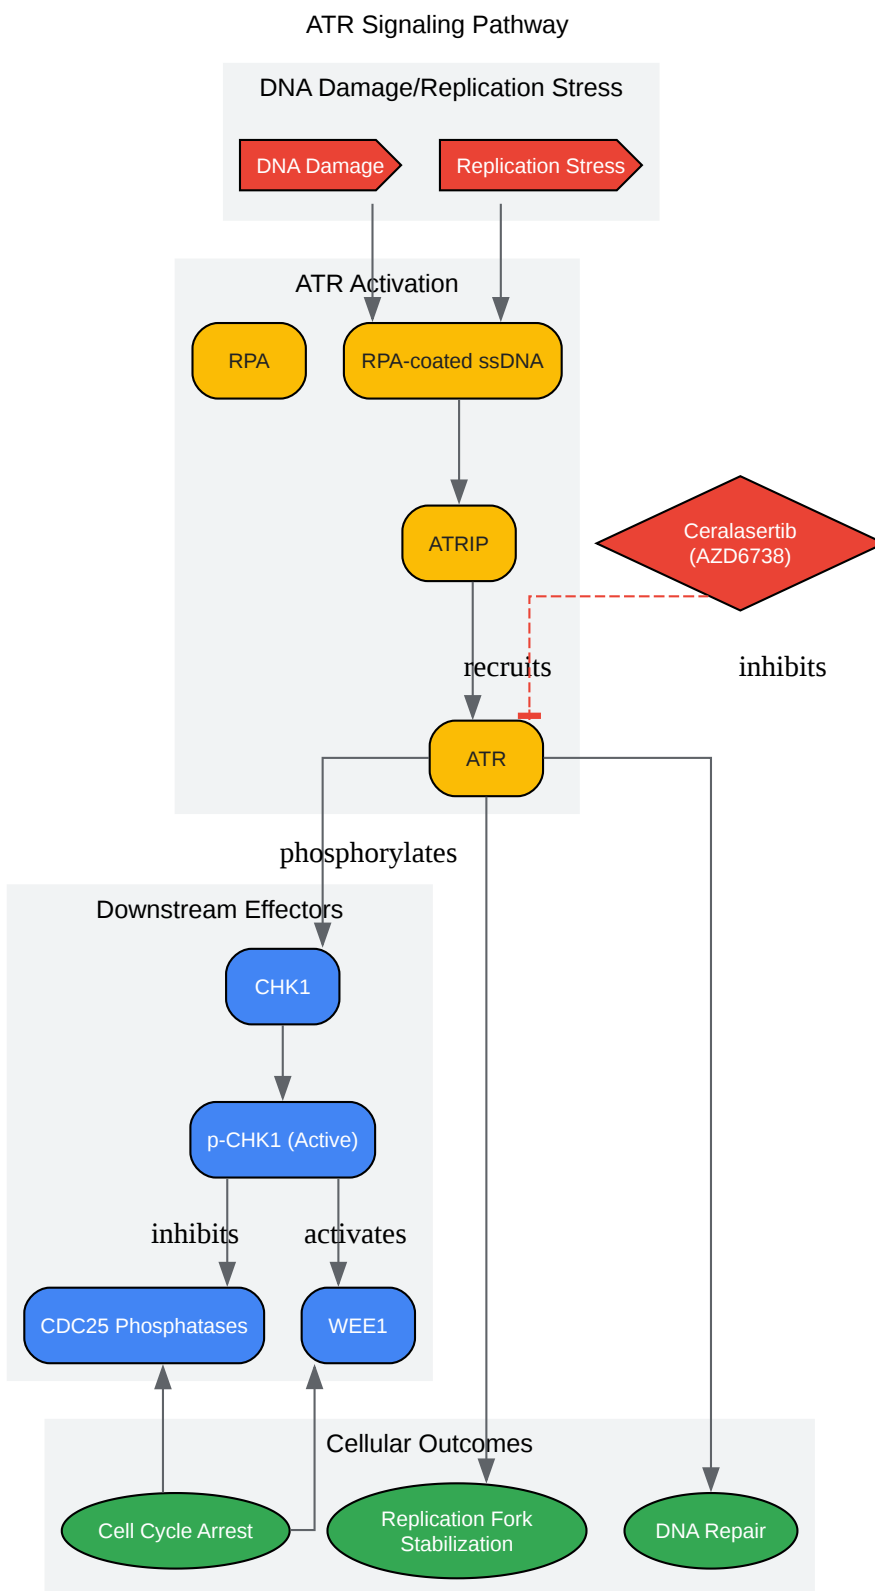 ATR Signaling Pathway
DNA Damage/Replication Stress
DNA Damage
Replication Stress
ATR Activation
RPA
RPA-coated ssDNA
ATRIP
Ceralasertib
(AZD6738)
recruits
inhibits
ATR
phosphorylates
Downstream Effectors
CHK1
p-CHK1 (Active)
inhibits
activates
CDC25 Phosphatases
WEE1
Cellular Outcomes
Cell Cycle Arrest
Replication Fork
Stabilization
DNA Repair